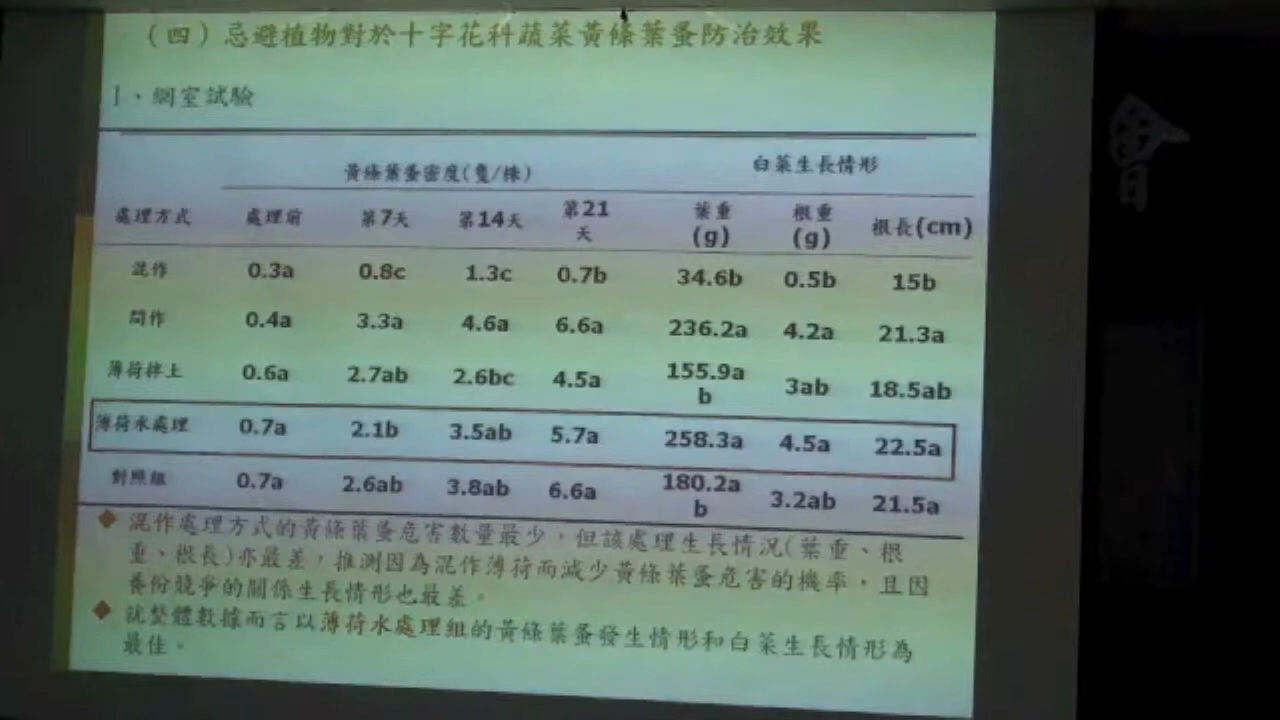 (四)忌避植物對於十字花科蔬菜黃條葉蚤防治效果
1、網室試驗
黃條葉蚤密度(隻/株) 白菜生長情形
處理方式 處理前 第7天 第14天 第21天 葉重(g) 根重(g) 根長(cm)
混作 0.3a 0.8c 1.3c 0.7b 34.6b 0.5b 15b
間作 0.4a 3.3a 4.6a 6.6a 236.2a 4.2a 21.3a
薄荷拌土 0.6a 2.7ab 2.6bc 4.5a 155.9ab 3ab 18.5ab
薄荷水處理 0.7a 2.1b 3.5ab 5.7a 258.3a 4.5a 22.5a
對照組 0.7a 2.6ab 3.8ab 6.6a 180.2ab 3.2ab 21.5a
混作處理方式的黃條葉蚤危害數量最少，但該處理生長情況(葉重、根
重、根長)亦最差，推測因為混作薄荷而減少黃條葉蚤危害的機率，且因
養份競爭的關係生長情形也最差。
就整體數據而言以薄荷水處理組的黃條葉蚤發生情形和白菜生長情形為
最佳。
會